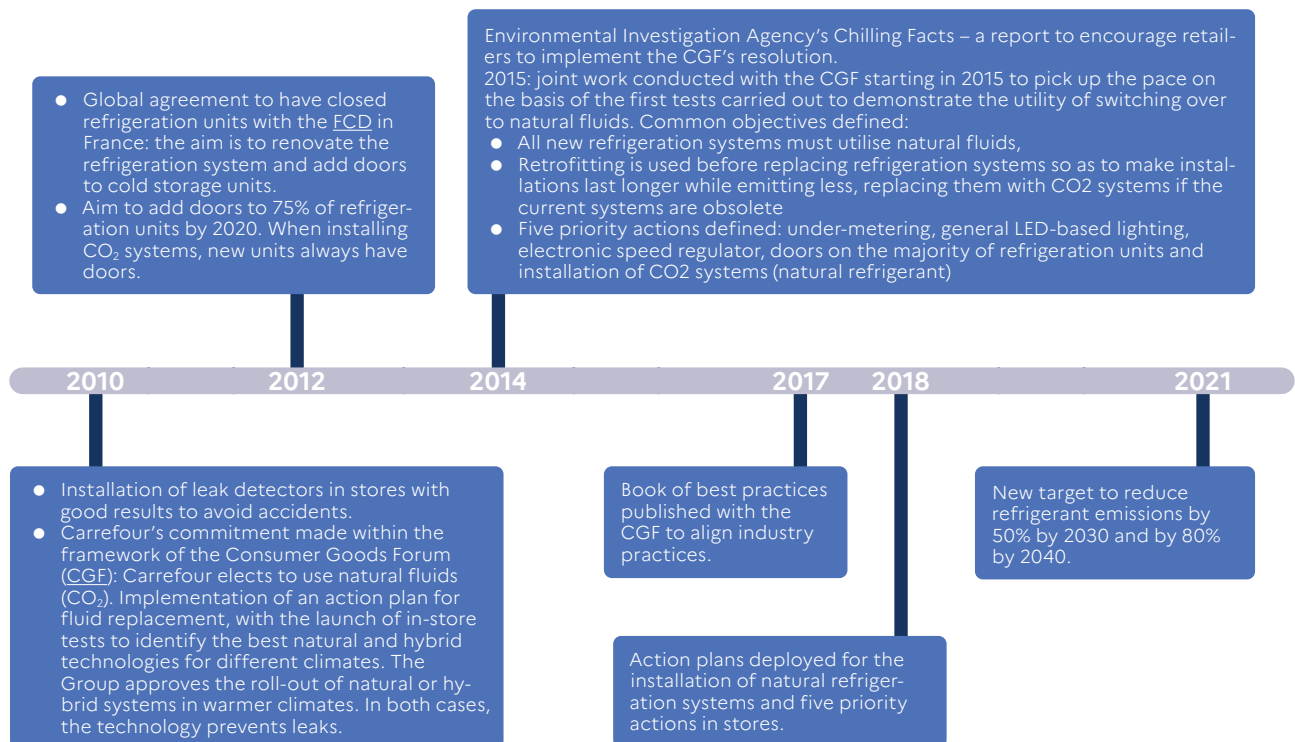 Environmental Investigation Agency's Chilling Facts – a report to encourage retail-
ers to implement the CGF's resolution.
2015: joint work conducted with the CGF starting in 2015 to pick up the pace on
the basis of the first tests carried out to demonstrate the utility of switching over
to natural fluids. Common objectives defined:
● All new refrigeration systems must utilise natural fluids,
● Retrofitting is used before replacing refrigeration systems so as to make instal-
lations last longer while emitting less, replacing them with CO2 systems if the
current systems are obsolete
● Five priority actions defined: under-metering, general LED-based lighting,
electronic speed regulator, doors on the majority of refrigeration units and
installation of CO2 systems (natural refrigerant)
● Global agreement to have closed
refrigeration units with the FCD in
France: the aim is to renovate the
refrigeration system and add doors
to cold storage units.
● Aim to add doors to 75% of refriger-
ation units by 2020. When installing
CO₂ systems, new units always have
doors.
2010 2012 2014 2017 2018 2021
● Installation of leak detectors in stores with
good results to avoid accidents.
● Carrefour's commitment made within the
framework of the Consumer Goods Forum
(CGF): Carrefour elects to use natural fluids
(CO₂). Implementation of an action plan for
fluid replacement, with the launch of in-store
tests to identify the best natural and hybrid
technologies for different climates. The
Group approves the roll-out of natural or hy-
brid systems in warmer climates. In both cases,
the technology prevents leaks.
Book of best practices
published with the
CGF to align industry
practices.
Action plans deployed for the
installation of natural refriger-
ation systems and five priority
actions in stores.
New target to reduce
refrigerant emissions by
50% by 2030 and by 80%
by 2040.